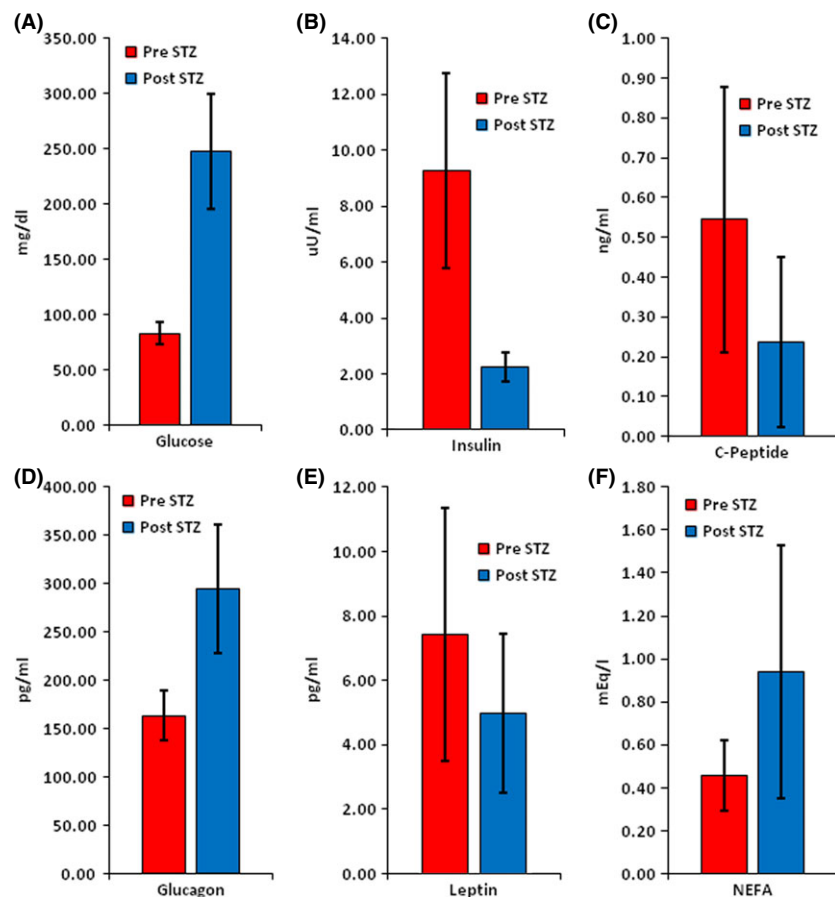 (A)
350.00
300.00
250.00
200.00
150.00
100.00
50.00
0.00
mg/dl
Pre STZ
Post STZ
Glucose
(B)
14.00
12.00
10.00
8.00
6.00
4.00
2.00
0.00
uU/ml
Pre STZ
Post STZ
Insulin
(C)
1.00
0.90
0.80
0.70
0.60
0.50
0.40
0.30
0.20
0.10
0.00
ng/ml
Pre STZ
Post STZ
C-Peptide
(D)
400.00
350.00
300.00
250.00
200.00
150.00
100.00
50.00
0.00
pg/ml
Pre STZ
Post STZ
Glucagon
(E)
12.00
10.00
8.00
6.00
4.00
2.00
0.00
pg/ml
Pre STZ
Post STZ
Leptin
(F)
1.80
1.60
1.40
1.20
1.00
0.80
0.60
0.40
0.20
0.00
mEq/l
Pre STZ
Post STZ
NEFA